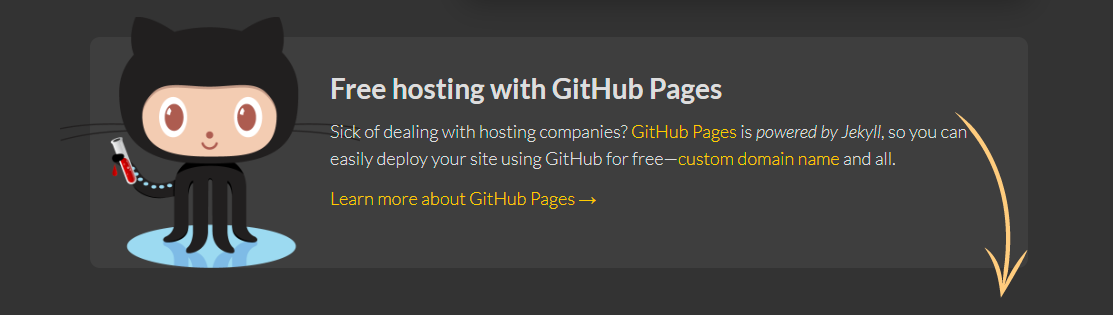 Free hosting with GitHub Pages
Sick of dealing with hosting companies? GitHub Pages is powered by Jekyll, so you can
easily deploy your site using GitHub for free—custom domain name and all.
Learn more about GitHub Pages →